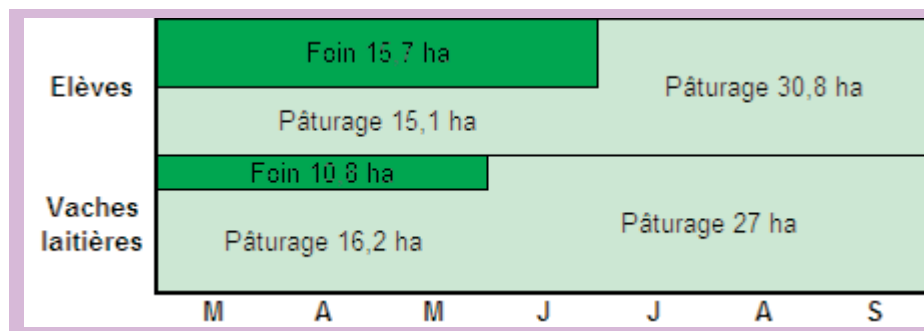 Foin 15,7 ha
Elèves
Pâturage 30,8 ha
Pâturage 15,1 ha
Foin 10,8 ha
Vaches
laitières
Pâturage 27 ha
Pâturage 16,2 ha
M A M J J A S